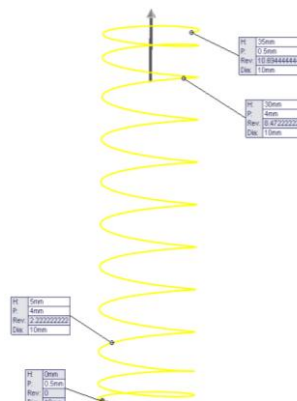 H: 35mm
P: 0.5mm
Rev: 10.69444444
Dia: 10mm
H: 30mm
P: 4mm
Rev: 8.47222222
Dia: 10mm
H: 5mm
P: 4mm
Rev: 2.222222222
Dia: 10mm
H: 0mm
P: 0.5mm
Rev: 0